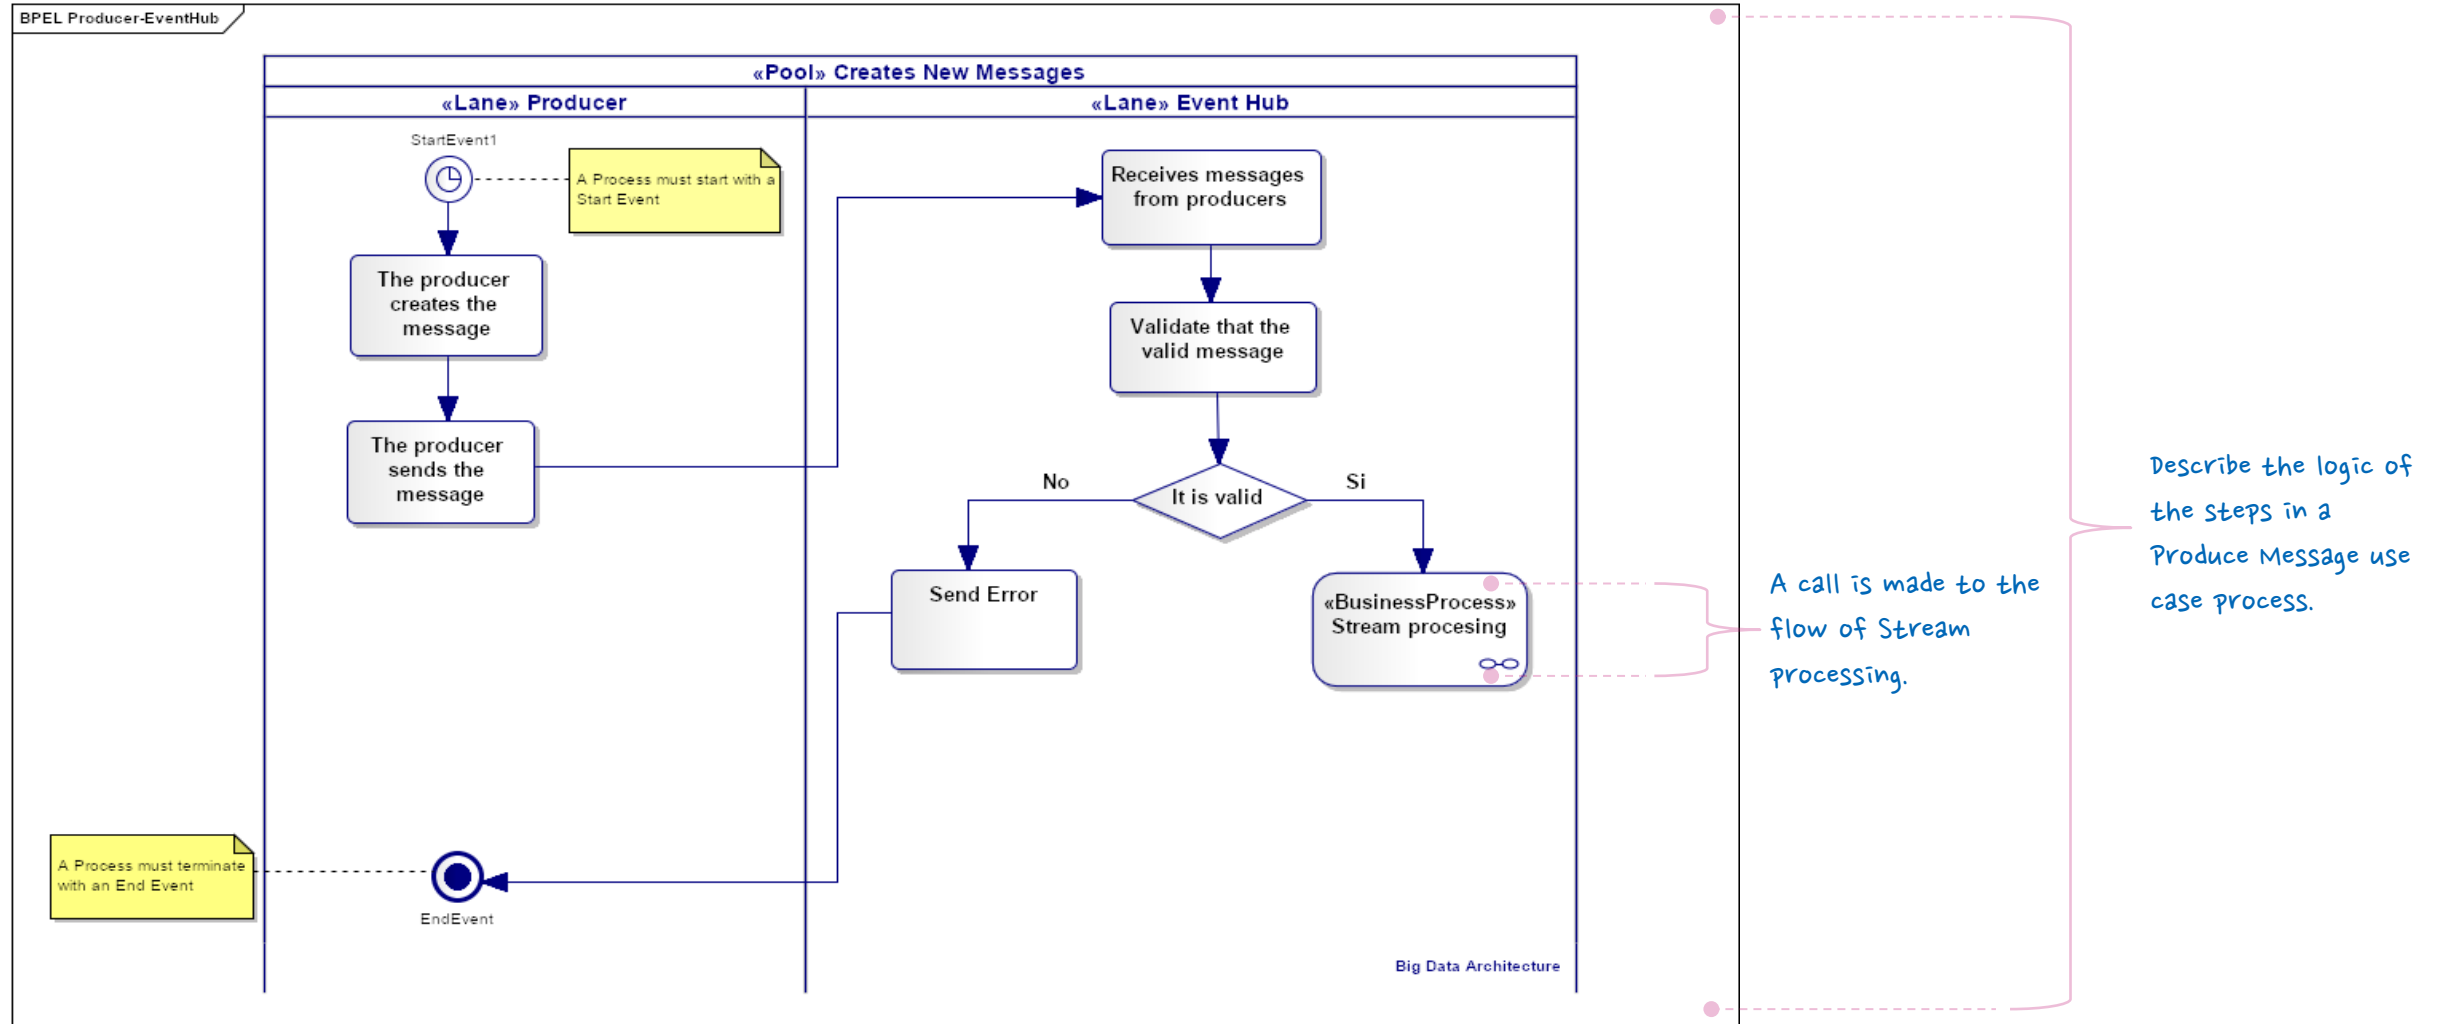 BPEL Producer-EventHub
«Pool» Creates New Messages
«Lane» Producer
«Lane» Event Hub
StartEvent1
A Process must start with a
Start Event
The producer
creates the
message
The producer
sends the
message
Receives messages
from producers
Validate that the
valid message
It is valid
No
Si
Send Error
«BusinessProcess»
Stream procesing
A Process must terminate
with an End Event
EndEvent
Big Data Architecture
A call is made to the
flow of Stream
processing.
Describe the logic of
the steps in a
Produce Message use
case process.